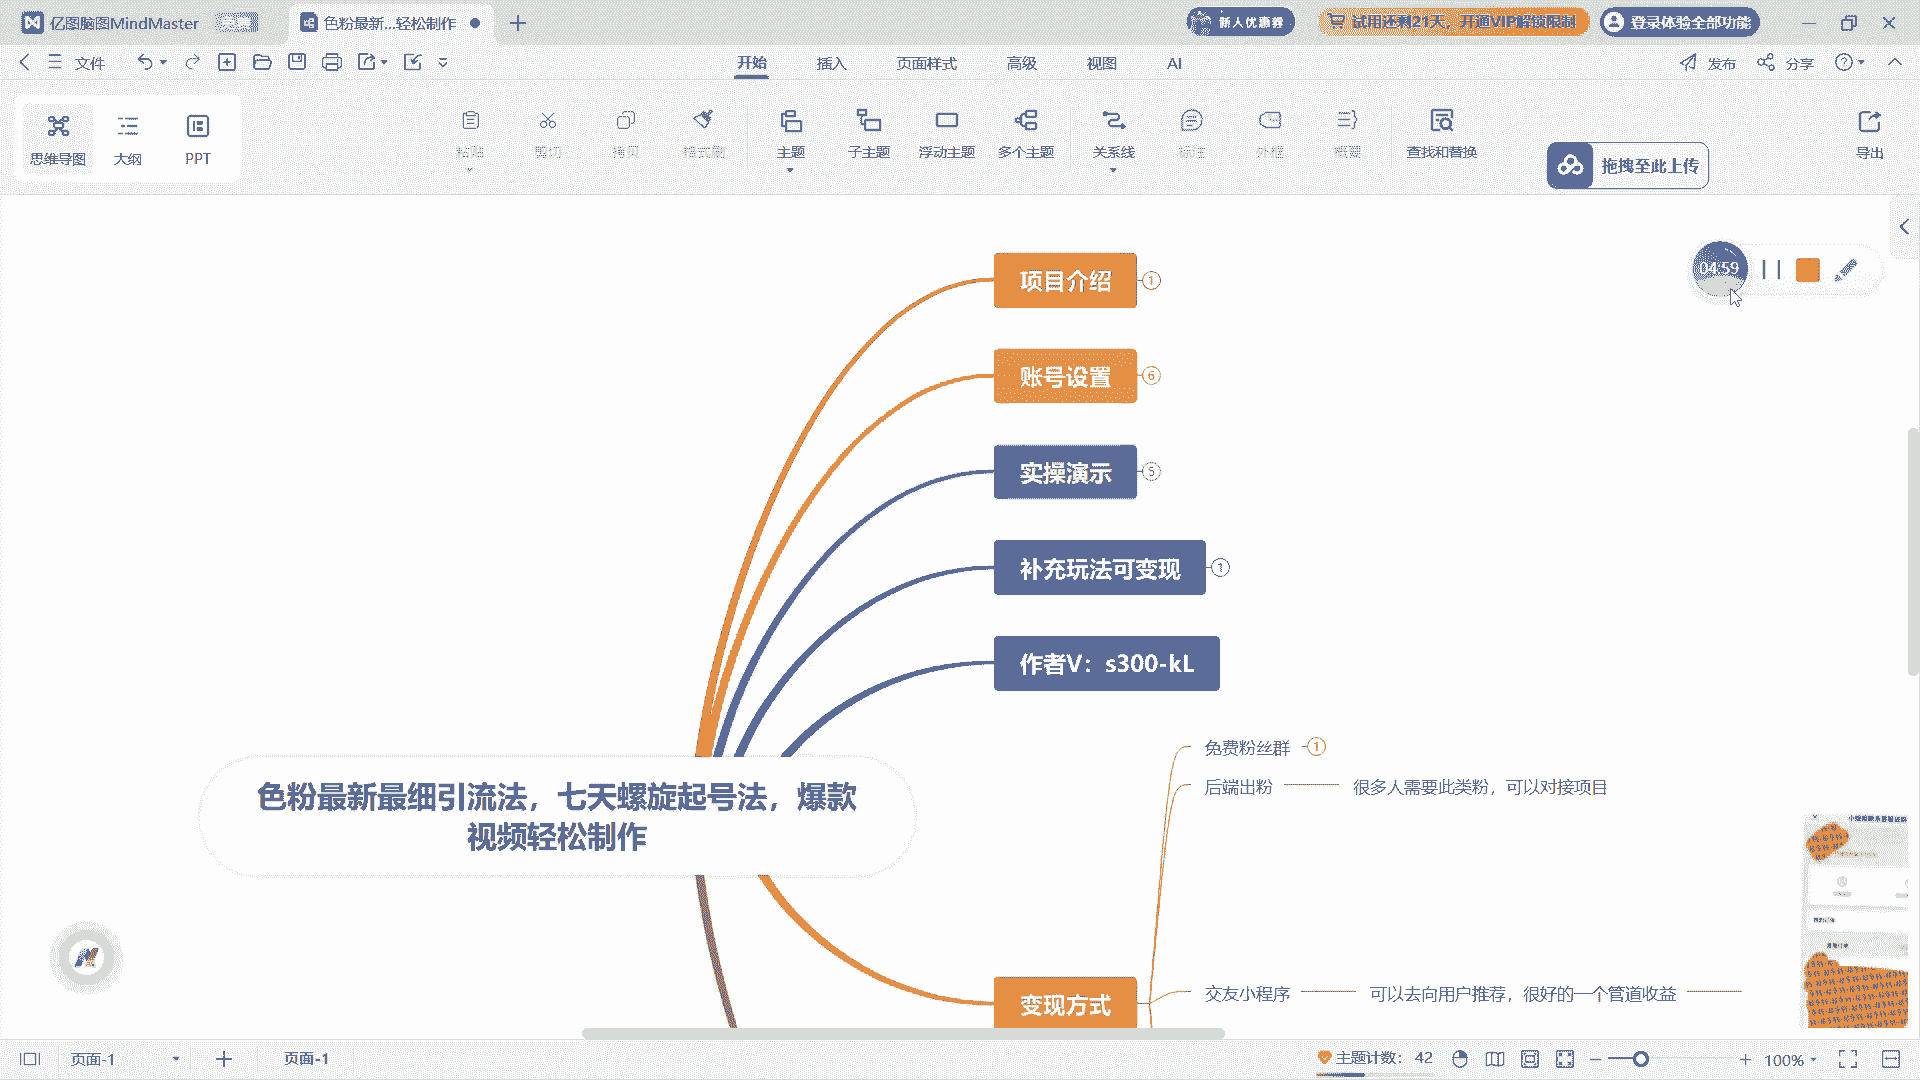 亿图脑图MindMaster
色粉最新...轻松制作
新人优惠券
试用还剩21天，开通VIP解锁限制
登录体验全部功能
文件
开始
插入
页面样式
高级
视图
AI
发布
分享
思维导图
大纲
PPT
粘贴
剪切
拷贝
格式刷
主题
子主题
浮动主题
多个主题
关系线
标注
外框
概要
查找和替换
拖拽至此上传
导出
04:59
项目介绍 1
账号设置 6
实操演示 5
补充玩法可变现 1
作者V：s300-kL
免费粉丝群 1
后端出粉
很多人需要此类粉，可以对接项目
色粉最新最细引流法，七天螺旋起号法，爆款
视频轻松制作
变现方式
交友小程序
可以去向用户推荐，很好的一个管道收益
页面-1
页面-1
主题计数： 42
100%